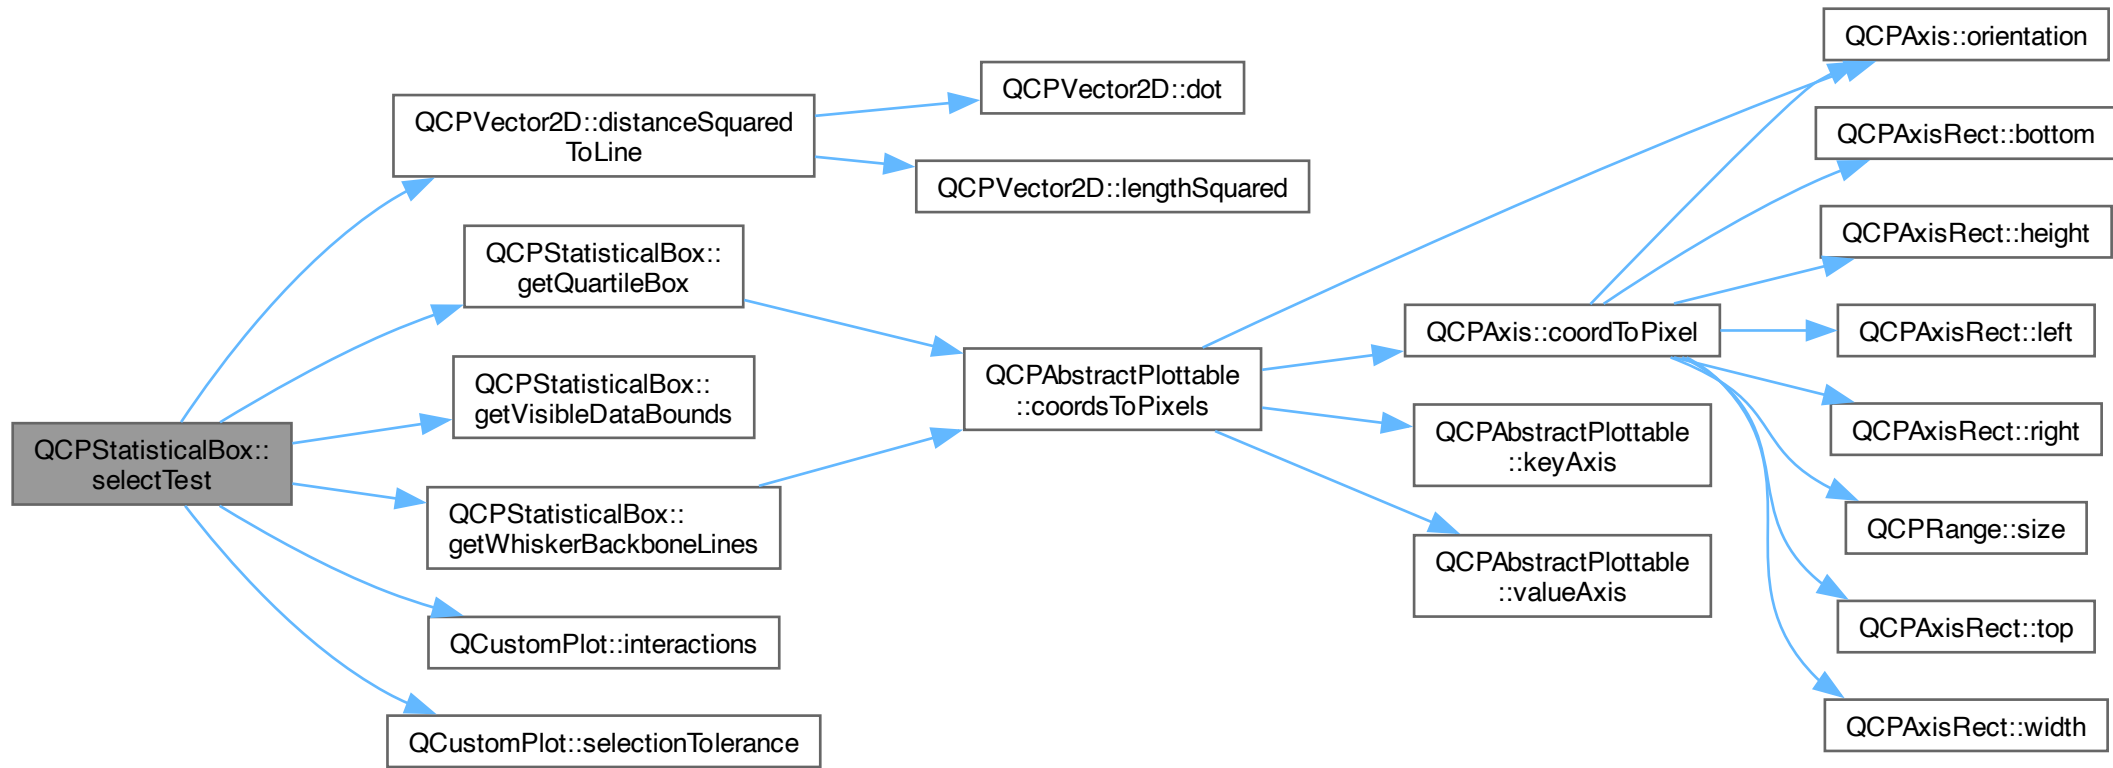 QCPStatisticalBox::
selectTest
QCPVector2D::distanceSquared
ToLine
QCPVector2D::dot
QCPVector2D::lengthSquared
QCPStatisticalBox::
getQuartileBox
QCPStatisticalBox::
getVisibleDataBounds
QCPStatisticalBox::
getWhiskerBackboneLines
QCustomPlot::interactions
QCustomPlot::selectionTolerance
QCPAbstractPlottable
::coordsToPixels
QCPAxis::coordToPixel
QCPAbstractPlottable
::keyAxis
QCPAbstractPlottable
::valueAxis
QCPAxis::orientation
QCPAxisRect::bottom
QCPAxisRect::height
QCPAxisRect::left
QCPAxisRect::right
QCPRange::size
QCPAxisRect::top
QCPAxisRect::width